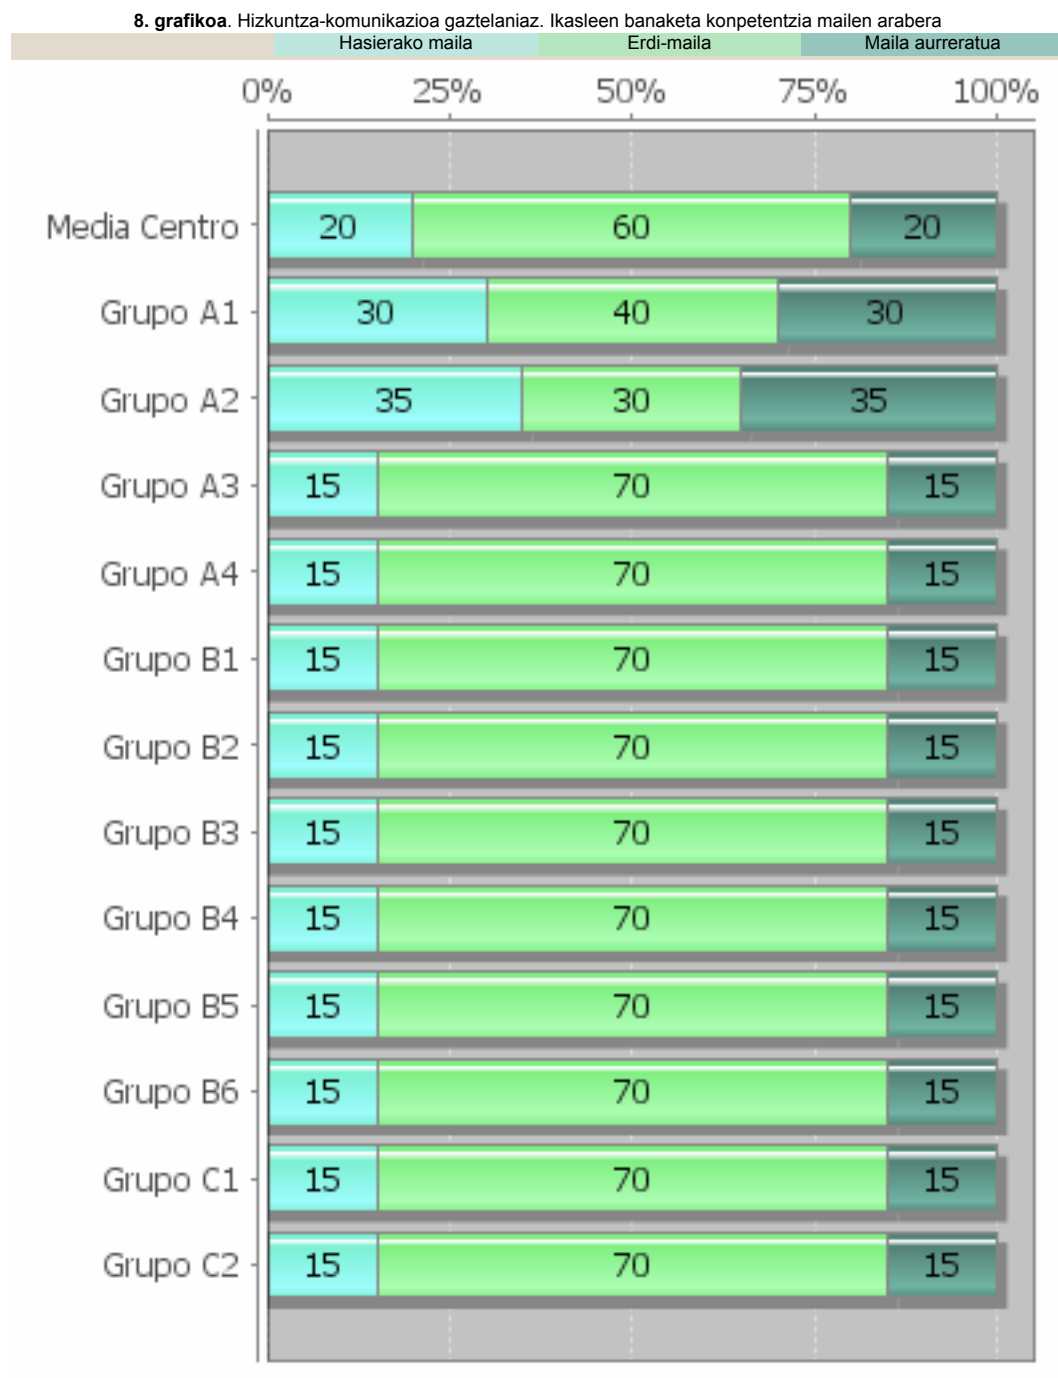 8. grafikoa. Hizkuntza-komunikazioa gaztelaniaz. Ikasleen banaketa konpetentzia mailen arabera
Hasierako maila Erdi-maila Maila aurreratua
0% 25% 50% 75% 100%
Media Centro 20 60 20
Grupo A1 30 40 30
Grupo A2 35 30 35
Grupo A3 15 70 15
Grupo A4 15 70 15
Grupo B1 15 70 15
Grupo B2 15 70 15
Grupo B3 15 70 15
Grupo B4 15 70 15
Grupo B5 15 70 15
Grupo B6 15 70 15
Grupo C1 15 70 15
Grupo C2 15 70 15